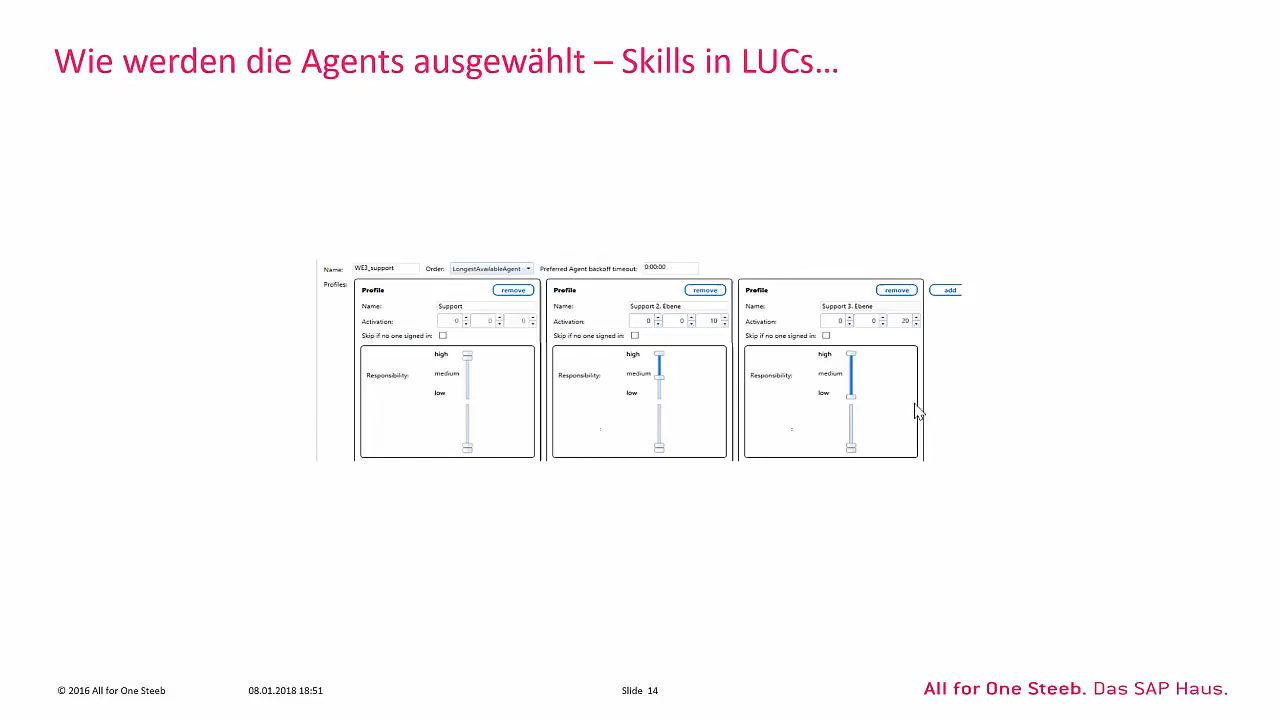 Wie werden die Agents ausgewählt – Skills in LUCs…
Name: WE3_support Order: LongestAvailableAgent Preferred Agent backoff timeout: 0:00:00
Profiles:
Profile remove Profile remove Profile remove add
Name: Support Name: Support 2. Ebene Name: Support 3. Ebene
Activation: 0 0 0 Activation: 0 0 10 Activation: 0 0 20
Skip if no one signed in: Skip if no one signed in: Skip if no one signed in:
high high high
Responsibility: medium Responsibility: medium Responsibility: medium
low low low
: :
© 2016 All for One Steeb 08.01.2018 18:51 Slide 14 All for One Steeb. Das SAP Haus.